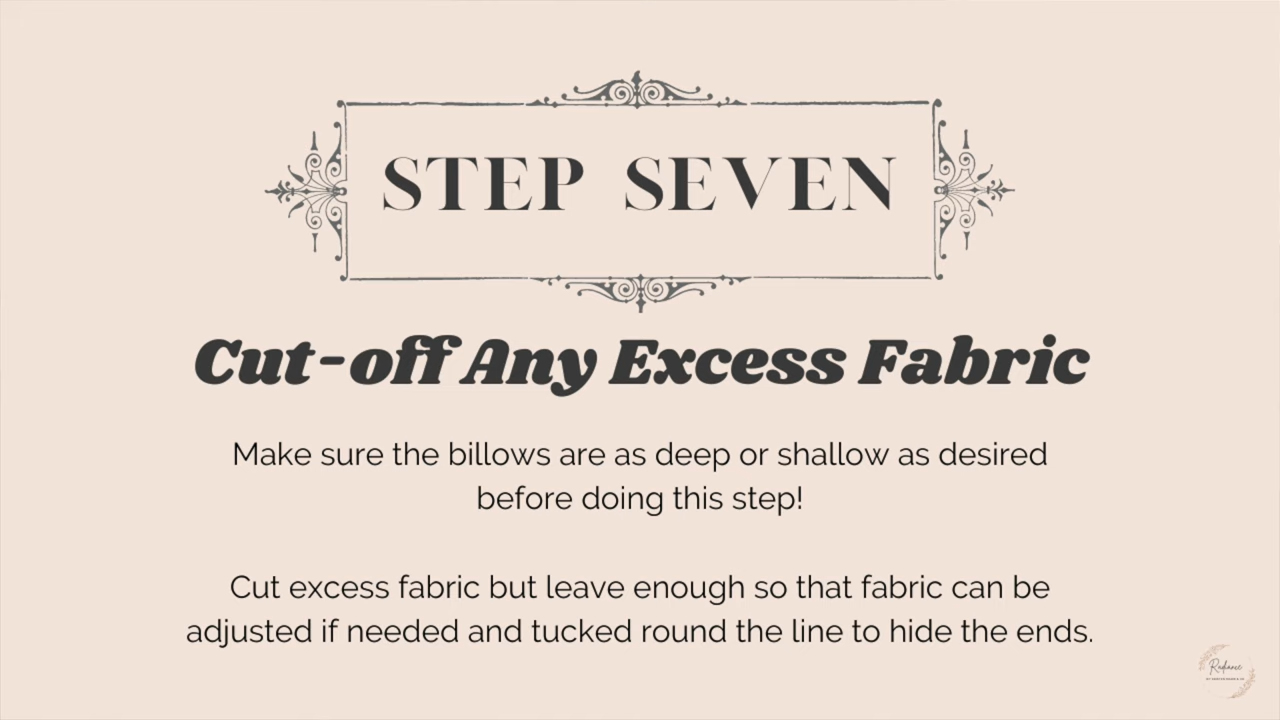 STEP SEVEN
Cut-off Any Excess Fabric
Make sure the billows are as deep or shallow as desired
before doing this step!
Cut excess fabric but leave enough so that fabric can be
adjusted if needed and tucked round the line to hide the ends.
Radiance